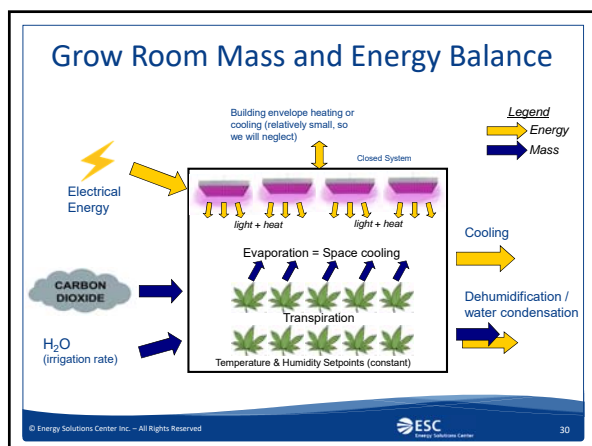 Grow Room Mass and Energy Balance
Building envelope heating or
cooling (relatively small, so
we will neglect)
Legend
Energy
Mass
Closed System
Electrical
Energy
light + heat
light + heat
Cooling
Evaporation = Space cooling
CARBON
DIOXIDE
Dehumidification /
water condensation
Transpiration
H2O
(irrigation rate)
Temperature & Humidity Setpoints (constant)
© Energy Solutions Center Inc. – All Rights Reserved
ESC
Energy Solutions Center
30